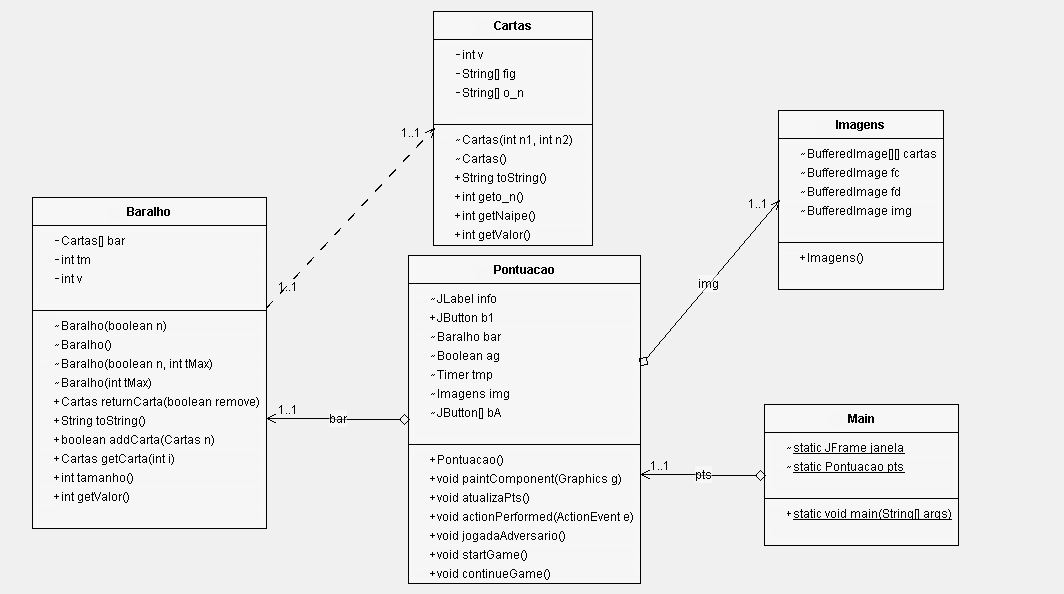 Cartas
-int v
-String[] fig
-String[] o_n
~Cartas(int n1, int n2)
~Cartas()
+String toString()
+int geto_n()
+int getNaipe()
+int getValor()
Imagens
~BufferedImage[][] cartas
~BufferedImage fc
~BufferedImage fd
~BufferedImage img
+Imagens()
Baralho
-Cartas[] bar
-int tm
-int v
~Baralho(boolean n)
~Baralho()
~Baralho(boolean n, int tMax)
~Baralho(int tMax)
+Cartas returnCarta(boolean remove)
+String toString()
+boolean addCarta(Cartas n)
+Cartas getCarta(int i)
+int tamanho()
+int getValor()
Pontuacao
~JLabel info
+JButton b1
~Baralho bar
~Boolean ag
~Timer tmp
~Imagens img
~JButton[] bA
+Pontuacao()
+void paintComponent(Graphics g)
+void atualizaPts()
+void actionPerformed(ActionEvent e)
+void jogadaAdversario()
+void startGame()
+void continueGame()
Main
~static JFrame janela
~static Pontuacao pts
+static void main(String[] args)
1..1
1..1
1..1
img
1..1
bar
1..1
pts